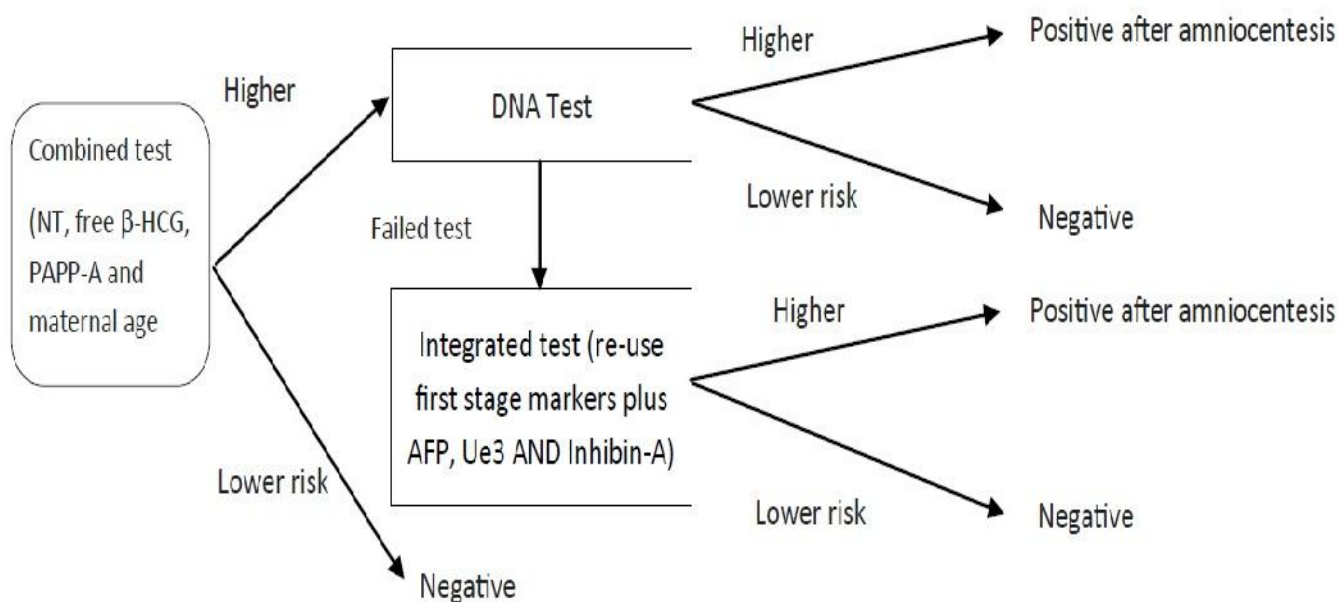 Combined test
(NT, free β-HCG,
PAPP-A and
maternal age
Higher
Lower risk
Negative
DNA Test
Failed test
Higher
Positive after amniocentesis
Lower risk
Negative
Integrated test (re-use
first stage markers plus
AFP, Ue3 AND Inhibin-A)
Higher
Positive after amniocentesis
Lower risk
Negative